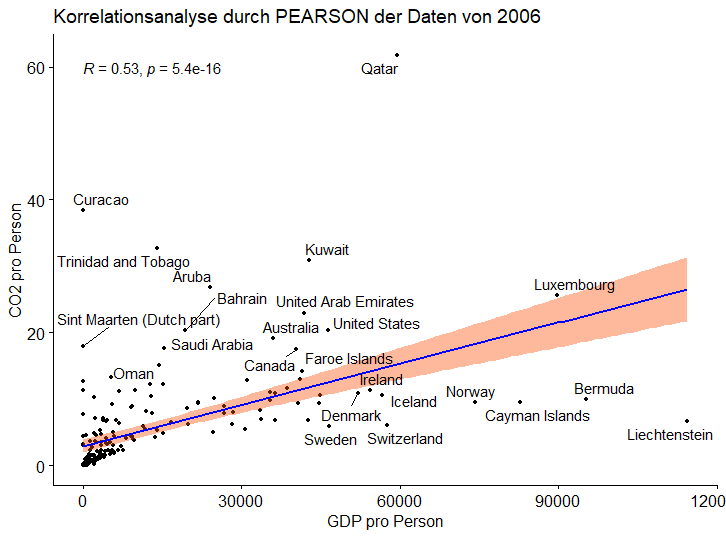 Korrelationsanalyse durch PEARSON der Daten von 2006
R = 0.53, p = 5.4e-16
Qatar
Curacao
Kuwait
Trinidad and Tobago
Aruba
Bahrain
Luxembourg
United Arab Emirates
Sint Maarten (Dutch part)
Australia
United States
Saudi Arabia
Canada
Faroe Islands
Oman
Ireland
Iceland
Norway
Bermuda
Denmark
Cayman Islands
Sweden
Switzerland
Liechtenstein
60
40
20
0
CO2 pro Person
0 30000 60000 90000 1200
GDP pro Person